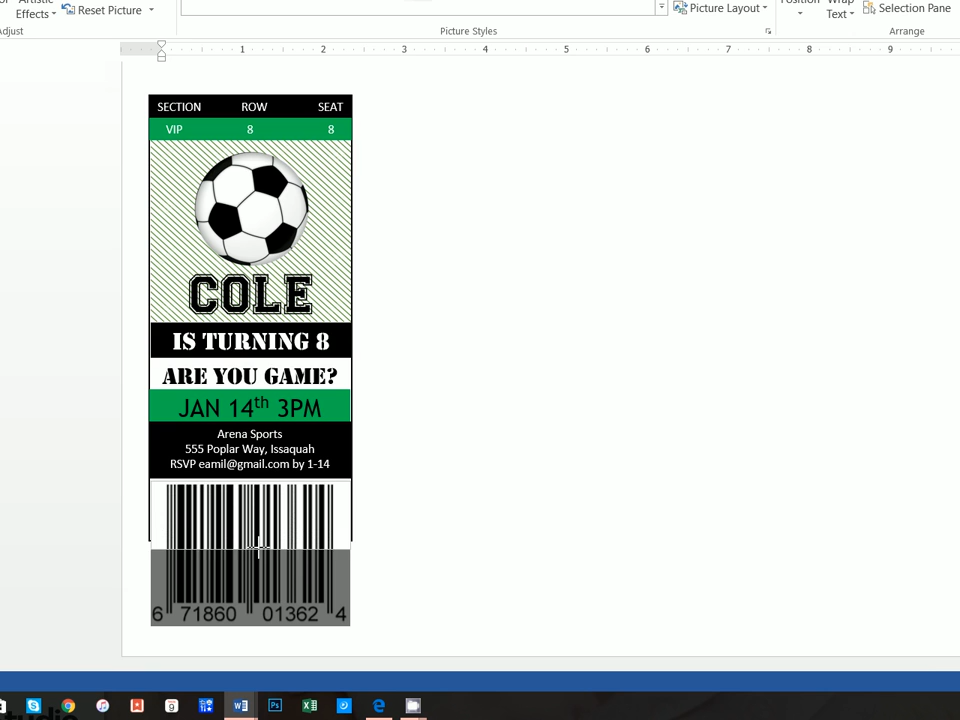 Artistic
Effects
Reset Picture
Picture Layout
Position
Wrap
Text
Selection Pane
Adjust
Picture Styles
Arrange
1 2 3 4 5 6 7 8 9
SECTION ROW SEAT
VIP 8 8
COLE
IS TURNING 8
ARE YOU GAME?
JAN 14th 3PM
Arena Sports
555 Poplar Way, Issaquah
RSVP eamil@gmail.com by 1-14
6 71860 01362 4